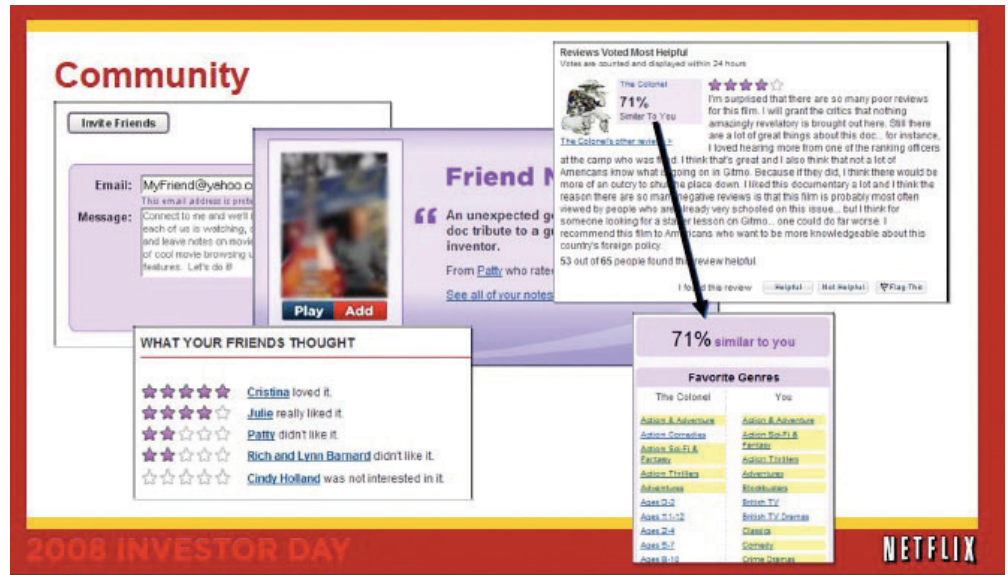 Community
Invite Friends
Email:
MyFriend@yahoo.c
This email address is prote
Message:
Connect to me and we'll
each of us is watching,
and leave notes on movi
of cool movie browsing
features. Let's do it!
Play
Add
Friend N
“ An unexpected ge
doc tribute to a gu
inventor.
From Patty who rated
See all of your notes
Reviews Voted Most Helpful
Votes are counted and displayed within 24 hours
The Colonel
71%
Similar To You
The Colonel's other reviews >
I'm surprised that there are so many poor reviews
for this film. I will grant the critics that nothing
amazingly revelatory is brought out here. Still there
are a lot of great things about this doc... for instance,
I loved hearing more from one of the ranking officers
at the camp who was fired. I think that's great and I also think that not a lot of
Americans know what is going on in Gitmo. Because if they did, I think there would be
more of an outcry to shut the place down. I liked this documentary a lot and I think the
reason there are so many negative reviews is that this film is probably most often
viewed by people who are already very schooled on this issue... but I think for
someone looking for a starter lesson on Gitmo... one could do far worse. I
recommend this film to Americans who want to be more knowledgeable about this
country's foreign policy.
53 out of 65 people found this review helpful
I found this review
Helpful
Not Helpful
Flag This
WHAT YOUR FRIENDS THOUGHT
Cristina loved it.
Julie really liked it.
Patty didn't like it.
Rich and Lynn Barnard didn't like it.
Cindy Holland was not interested in it.
71% similar to you
Favorite Genres
The Colonel
You
Action & Adventure
Action Comedies
Action Sci-Fi &
Fantasy
Action Thrillers
Adventures
Ages 0-2
Ages 11-12
Ages 2-4
Ages 5-7
Ages 8-10
Action & Adventure
Action Sci-Fi &
Fantasy
Action Thrillers
Adventures
Blockbusters
British TV
British TV Dramas
Classics
Comedy
Crime Dramas
2008 INVESTOR DAY
NETFLIX